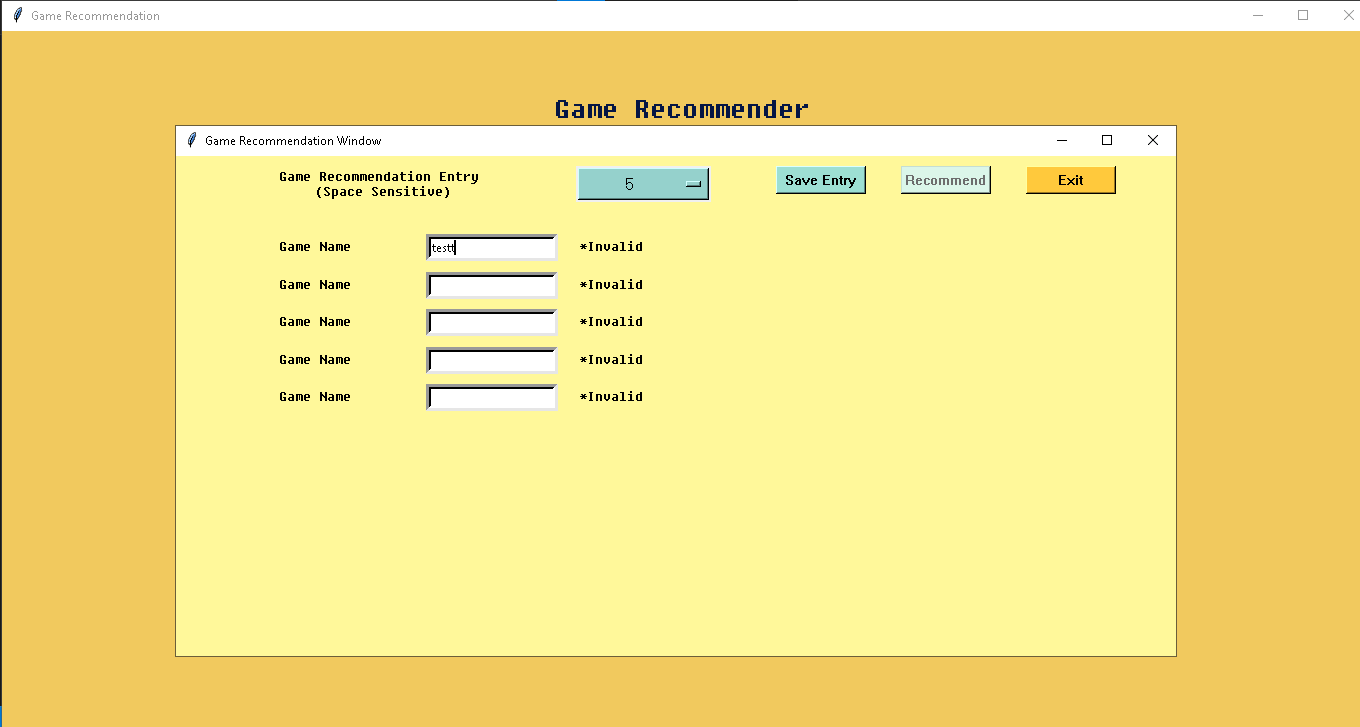 Game Recommendation
Game Recommender
Game Recommendation Window
Game Recommendation Entry
(Space Sensitive)
5
Save Entry
Recommend
Exit
Game Name testt *Invalid
Game Name *Invalid
Game Name *Invalid
Game Name *Invalid
Game Name *Invalid